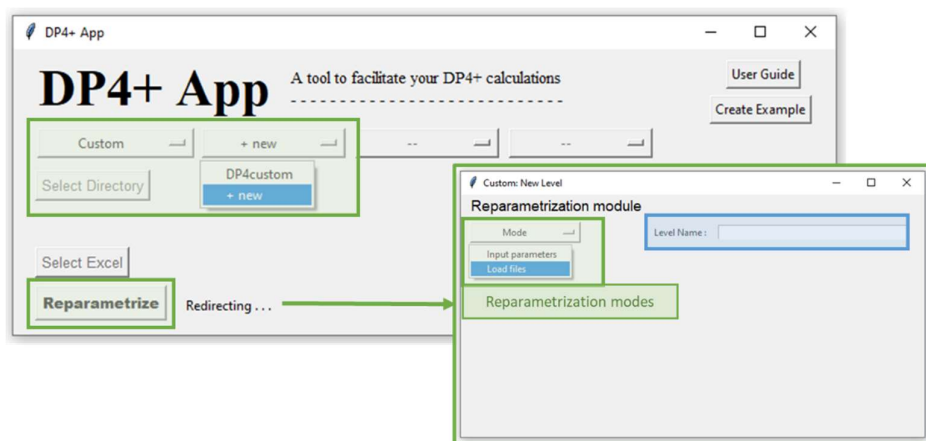 DP4+ App
DP4+ App
A tool to facilitate your DP4+ calculations
- - - - - - - - - - - - - - - - - - - - - - - - - - - -
User Guide
Create Example
Custom
+ new
--
--
DP4custom
+ new
Select Directory
Select Excel
Reparametrize
Redirecting . . .
Custom: New Level
Reparametrization module
Mode
Level Name :
Input parameters
Load files
Reparametrization modes